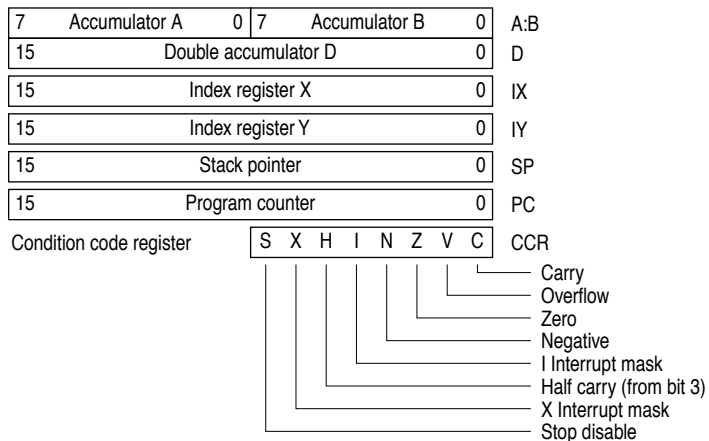 7 Accumulator A 0 7 Accumulator B 0 A:B
15 Double accumulator D 0 D
15 Index register X 0 IX
15 Index register Y 0 IY
15 Stack pointer 0 SP
15 Program counter 0 PC
Condition code register S X H I N Z V C CCR
Carry
Overflow
Zero
Negative
I Interrupt mask
Half carry (from bit 3)
X Interrupt mask
Stop disable